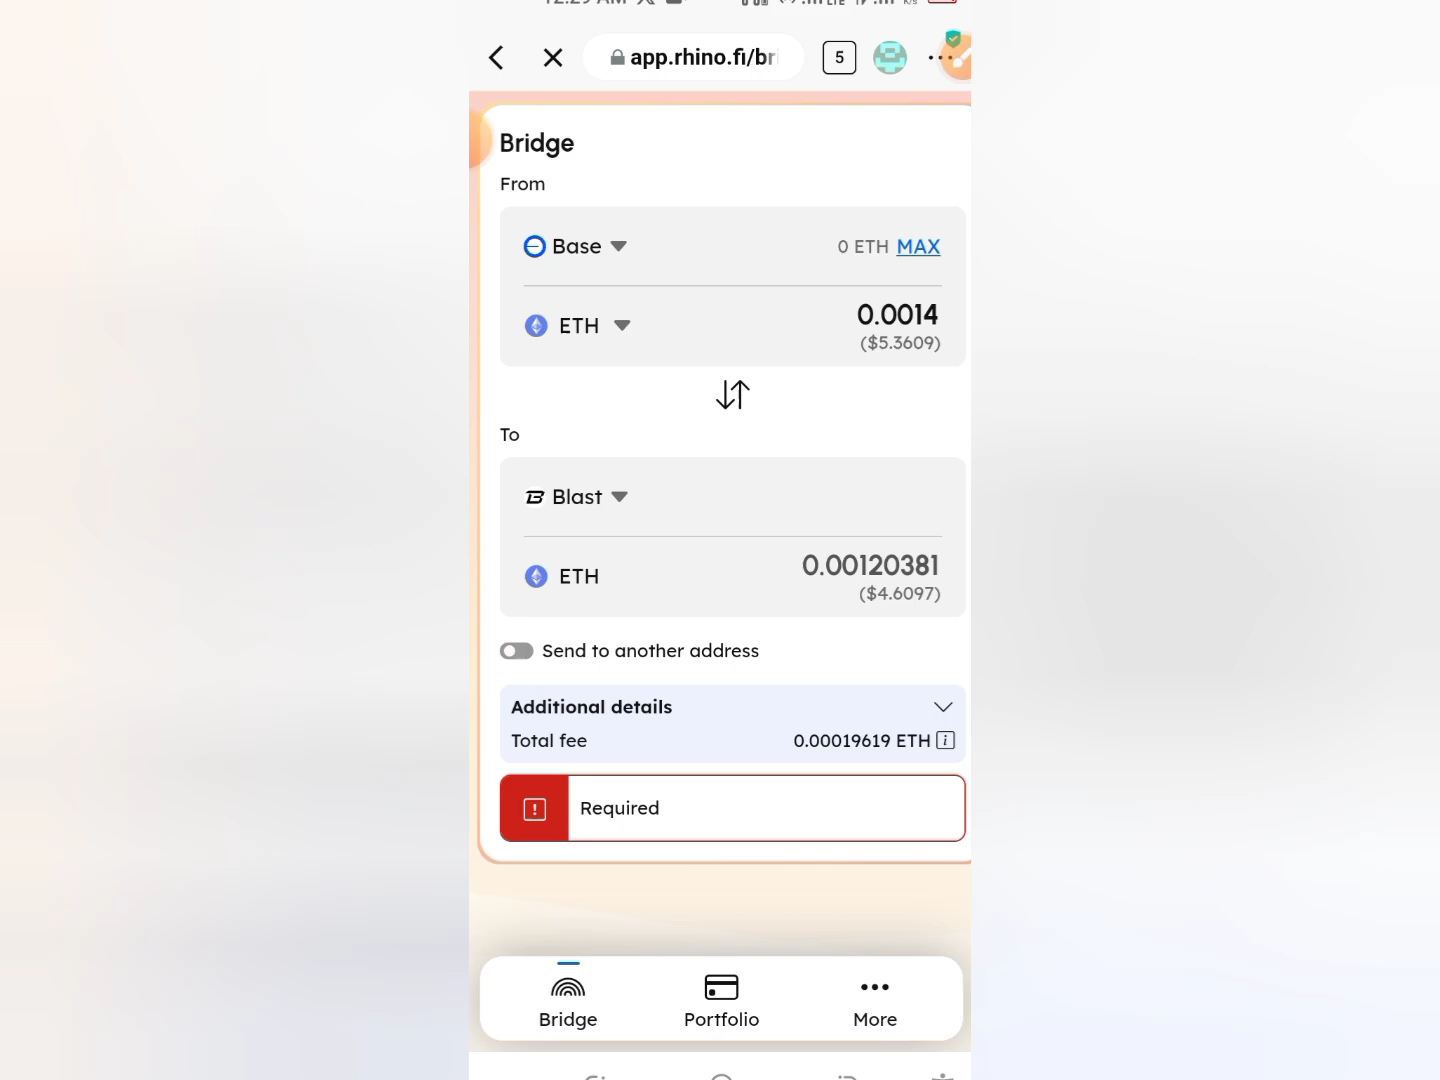 app.rhino.fi/br
5
Bridge
From
Base
0 ETH MAX
ETH
0.0014
($5.3609)
To
Blast
ETH
0.00120381
($4.6097)
Send to another address
Additional details
Total fee
0.00019619 ETH
Required
Bridge
Portfolio
More